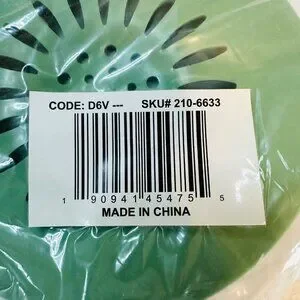 CODE: D6V --- SKU# 210-6633
1 90941 45475 5
MADE IN CHINA